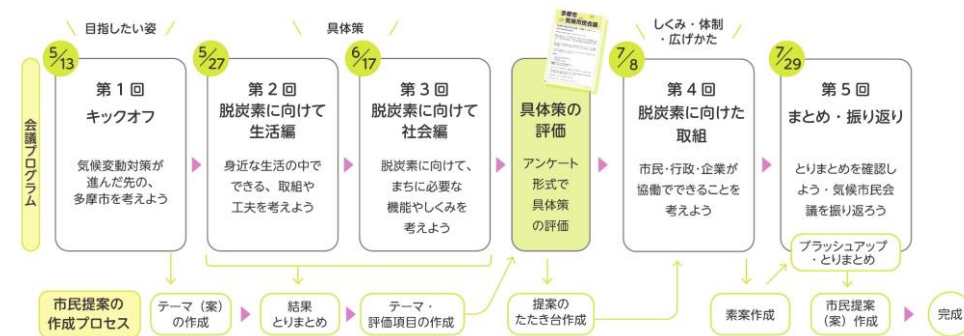 目指したい姿
具体策
しくみ・体制
・広げかた
多摩市
気候市民会議
会議プログラム
5/13
第1回
キックオフ
気候変動対策が
進んだ先の、
多摩市を考えよう
5/27
第2回
脱炭素に向けて
生活編
身近な生活の中で
できる、取組や
工夫を考えよう
6/17
第3回
脱炭素に向けて
社会編
脱炭素に向けて、
まちに必要な
機能やしくみを
考えよう
具体策の
評価
アンケート
形式で
具体策
の評価
7/8
第4回
脱炭素に向けた
取組
市民・行政・企業が
協働でできることを
考えよう
7/29
第5回
まとめ・振り返り
とりまとめを確認し
よう・気候市民会
議を振り返ろう
ブラッシュアップ
・とりまとめ
市民提案の
作成プロセス
テーマ（案）
の作成
結果
とりまとめ
テーマ・
評価項目の作成
提案の
たたき台作成
素案作成
市民提案
（案）作成
完成